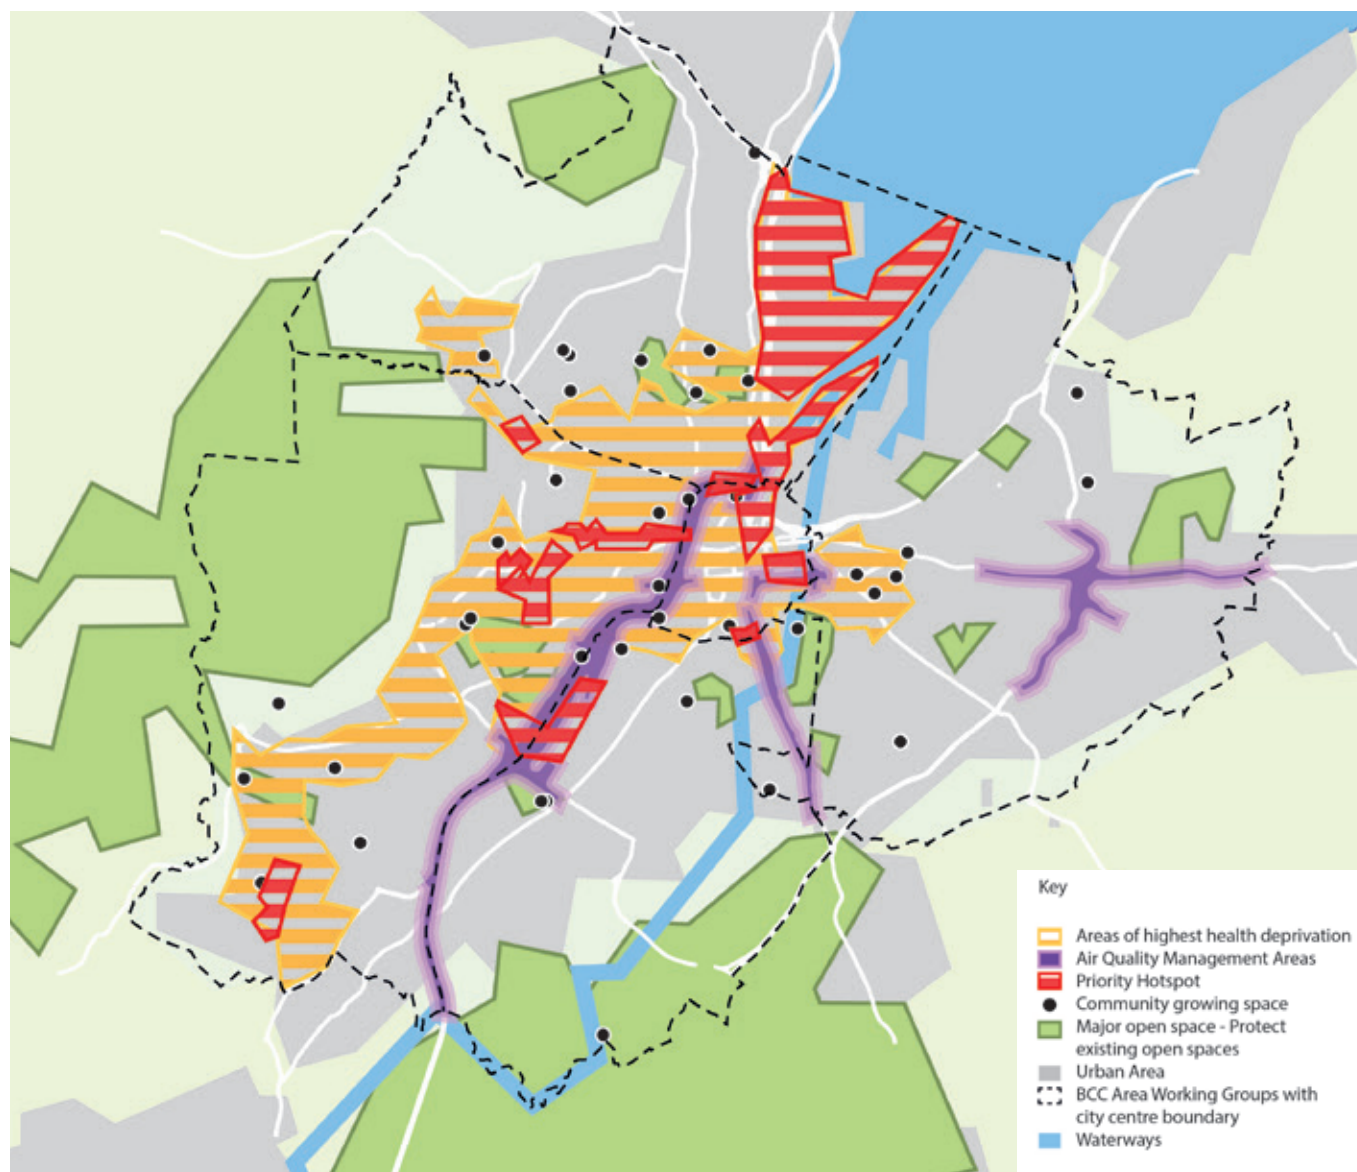 Key
Areas of highest health deprivation
Air Quality Management Areas
Priority Hotspot
Community growing space
Major open space - Protect
existing open spaces
Urban Area
BCC Area Working Groups with
city centre boundary
Waterways